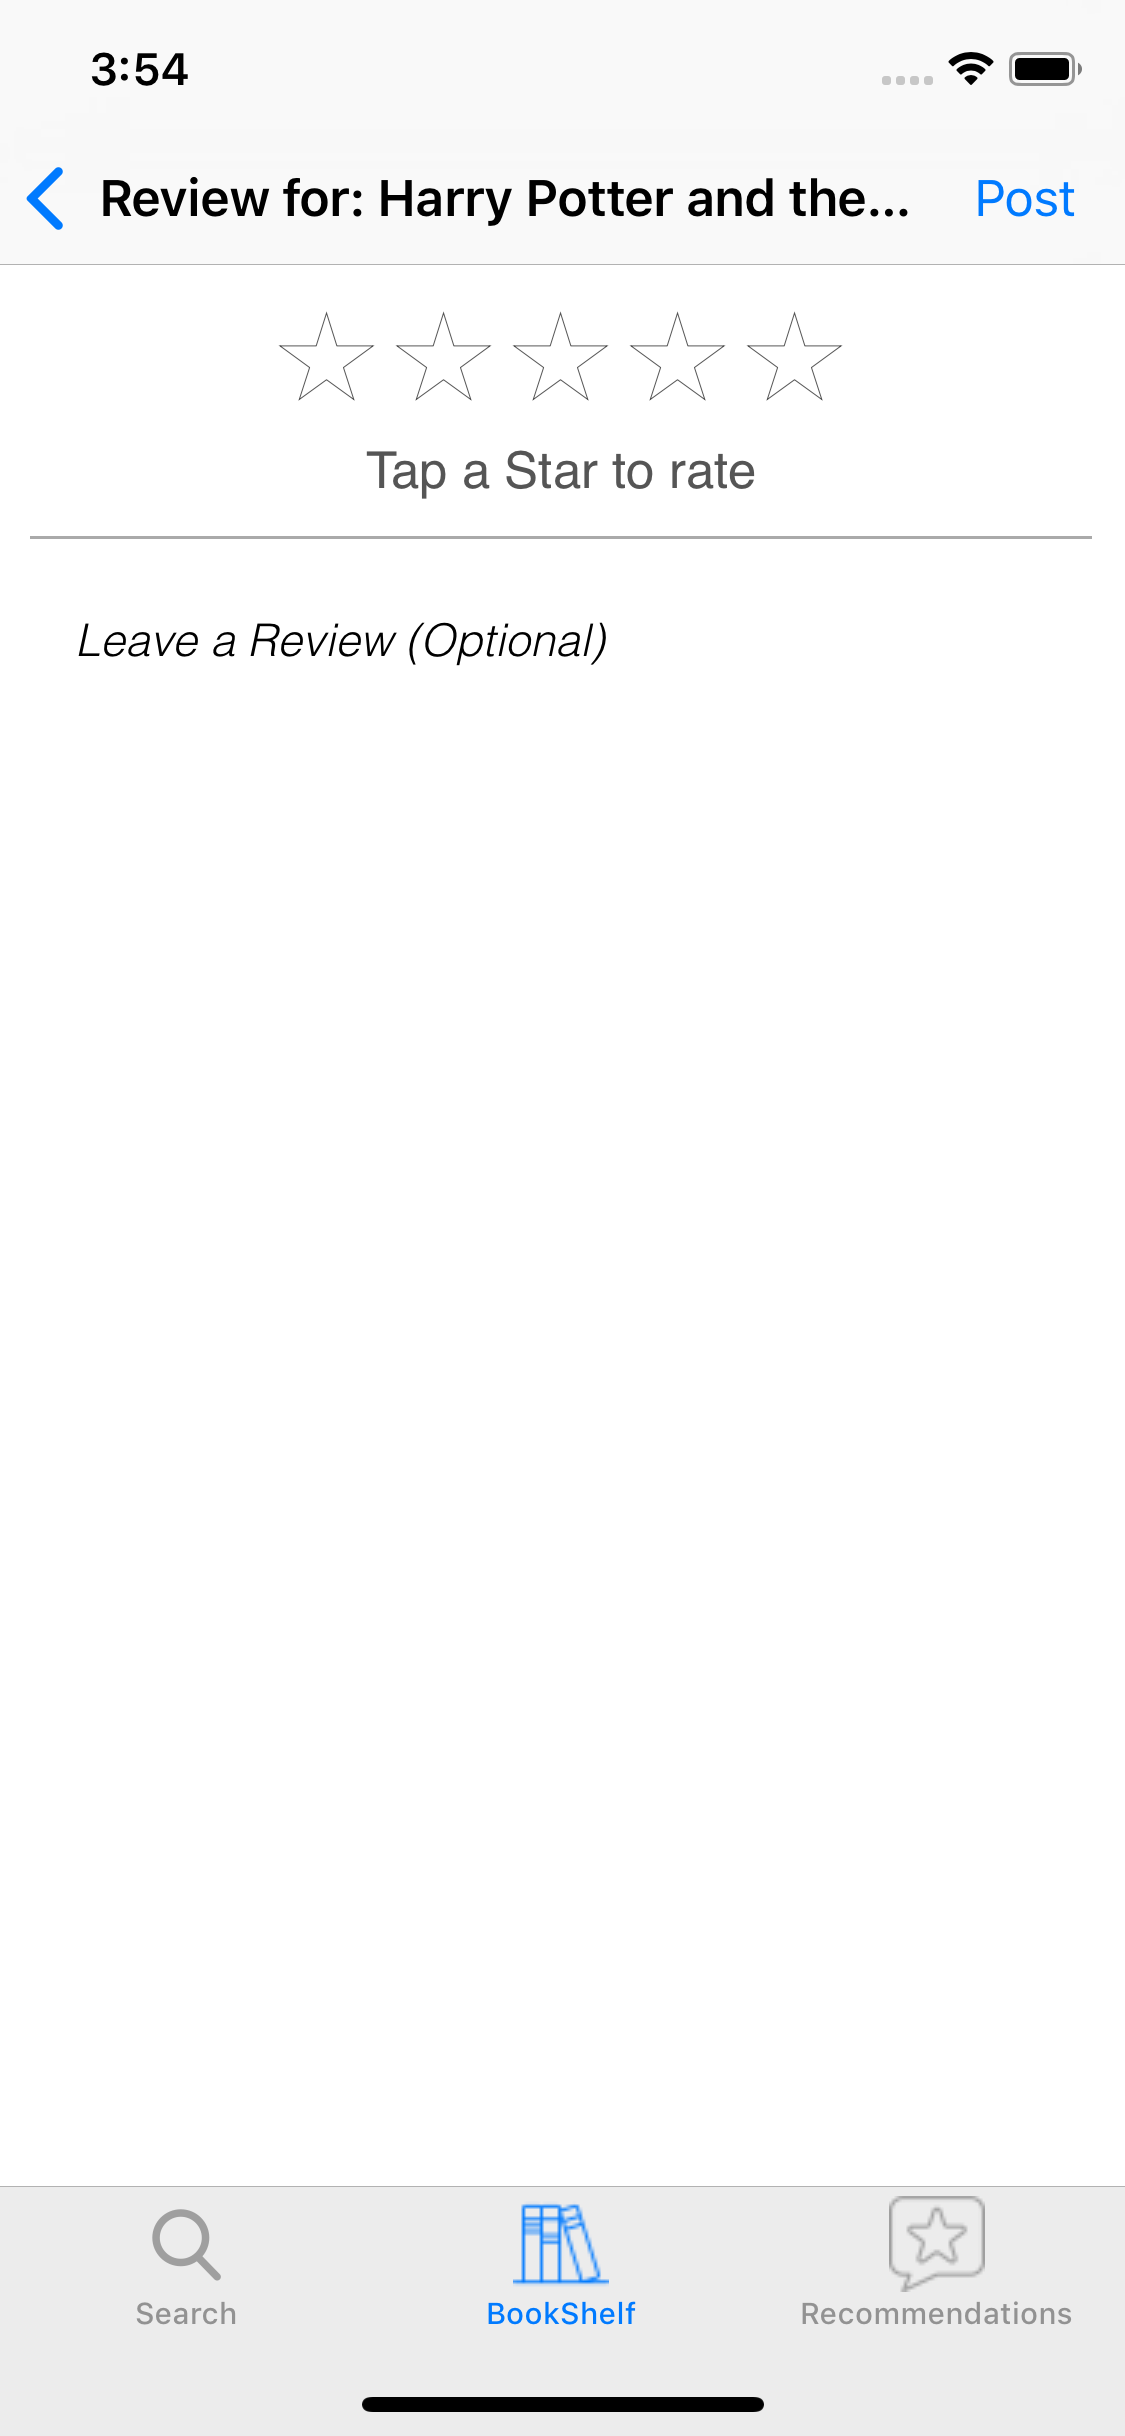 3:54
Review for: Harry Potter and the... Post
Tap a Star to rate
Leave a Review (Optional)
Search BookShelf Recommendations